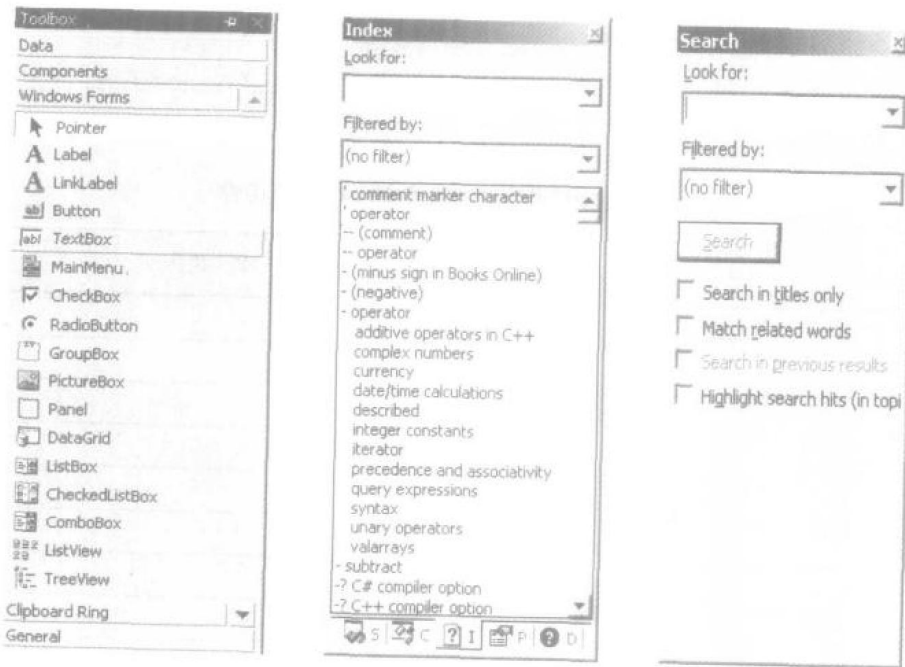 Toolbox
Data
Components
Windows Forms
Pointer
Label
LinkLabel
Button
TextBox
MainMenu
CheckBox
RadioButton
GroupBox
PictureBox
Panel
DataGrid
ListBox
CheckedListBox
ComboBox
ListView
TreeView
Clipboard Ring
General
Index
Look for:
Filtered by:
(no filter)
' comment marker character
' operator
-- (comment)
-- operator
- (minus sign in Books Online)
- (negative)
- operator
additive operators in C++
complex numbers
currency
date/time calculations
described
integer constants
iterator
precedence and associativity
query expressions
syntax
unary operators
valarrays
- subtract
-? C# compiler option
-? C++ compiler option
S C I P D
Search
Look for:
Filtered by:
(no filter)
Search
Search in titles only
Match related words
Search in previous results
Highlight search hits (in topi